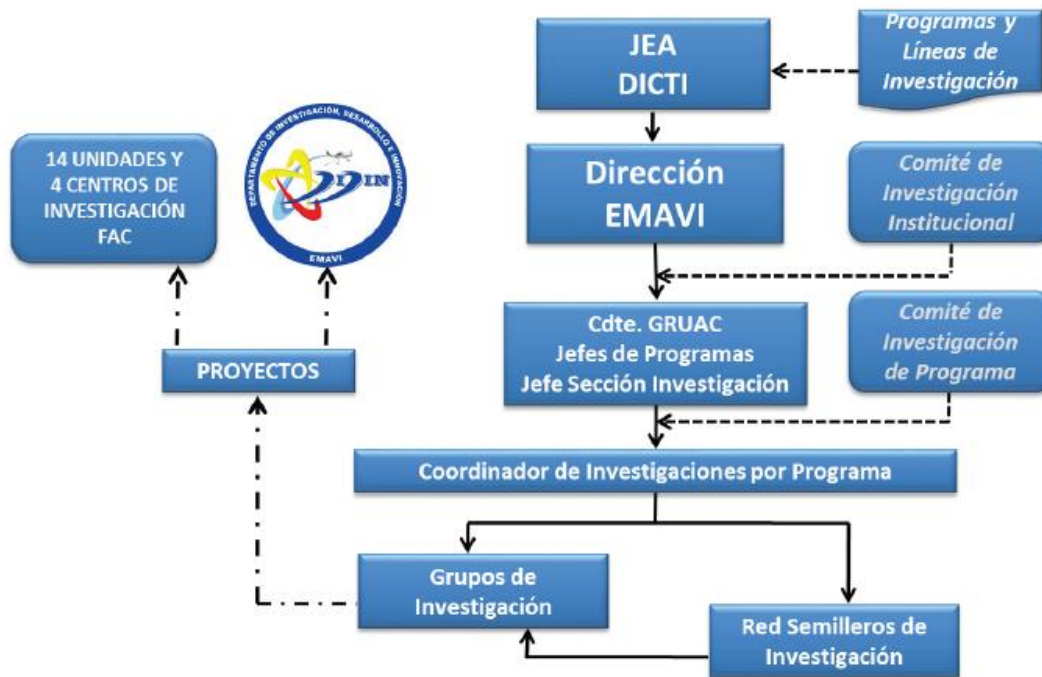 JEA
DICTI
Programas y
Líneas de
Investigación
14 UNIDADES Y
4 CENTROS DE
INVESTIGACIÓN
FAC
DEPARTAMENTO DE INVESTIGACIÓN, DESARROLLO E INNOVACIÓN
DIN
EMAVI
Dirección
EMAVI
Comité de
Investigación
Institucional
Cdte. GRUAC
Jefes de Programas
Jefe Sección Investigación
Comité de
Investigación
de Programa
PROYECTOS
Coordinador de Investigaciones por Programa
Grupos de
Investigación
Red Semilleros de
Investigación